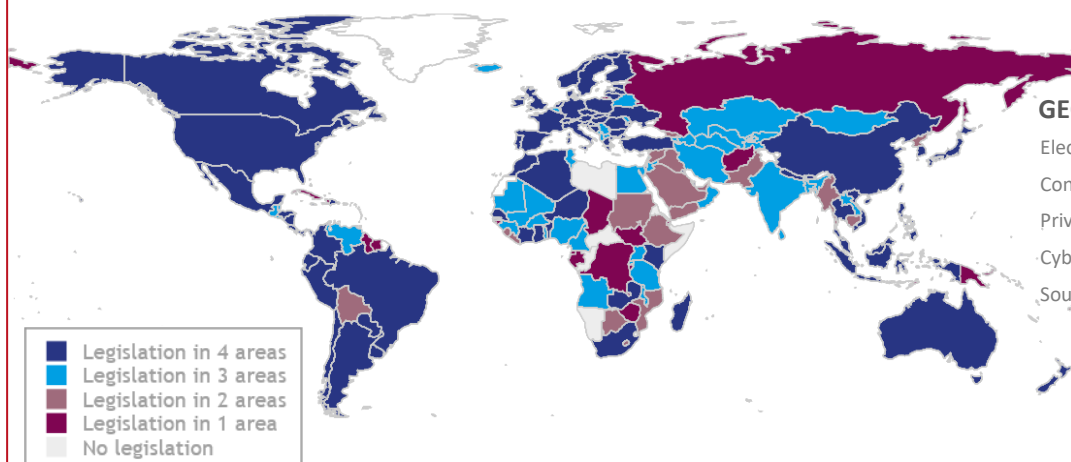 GE
Elec
Con
Priv
Cyb
Sou
Legislation in 4 areas
Legislation in 3 areas
Legislation in 2 areas
Legislation in 1 area
No legislation